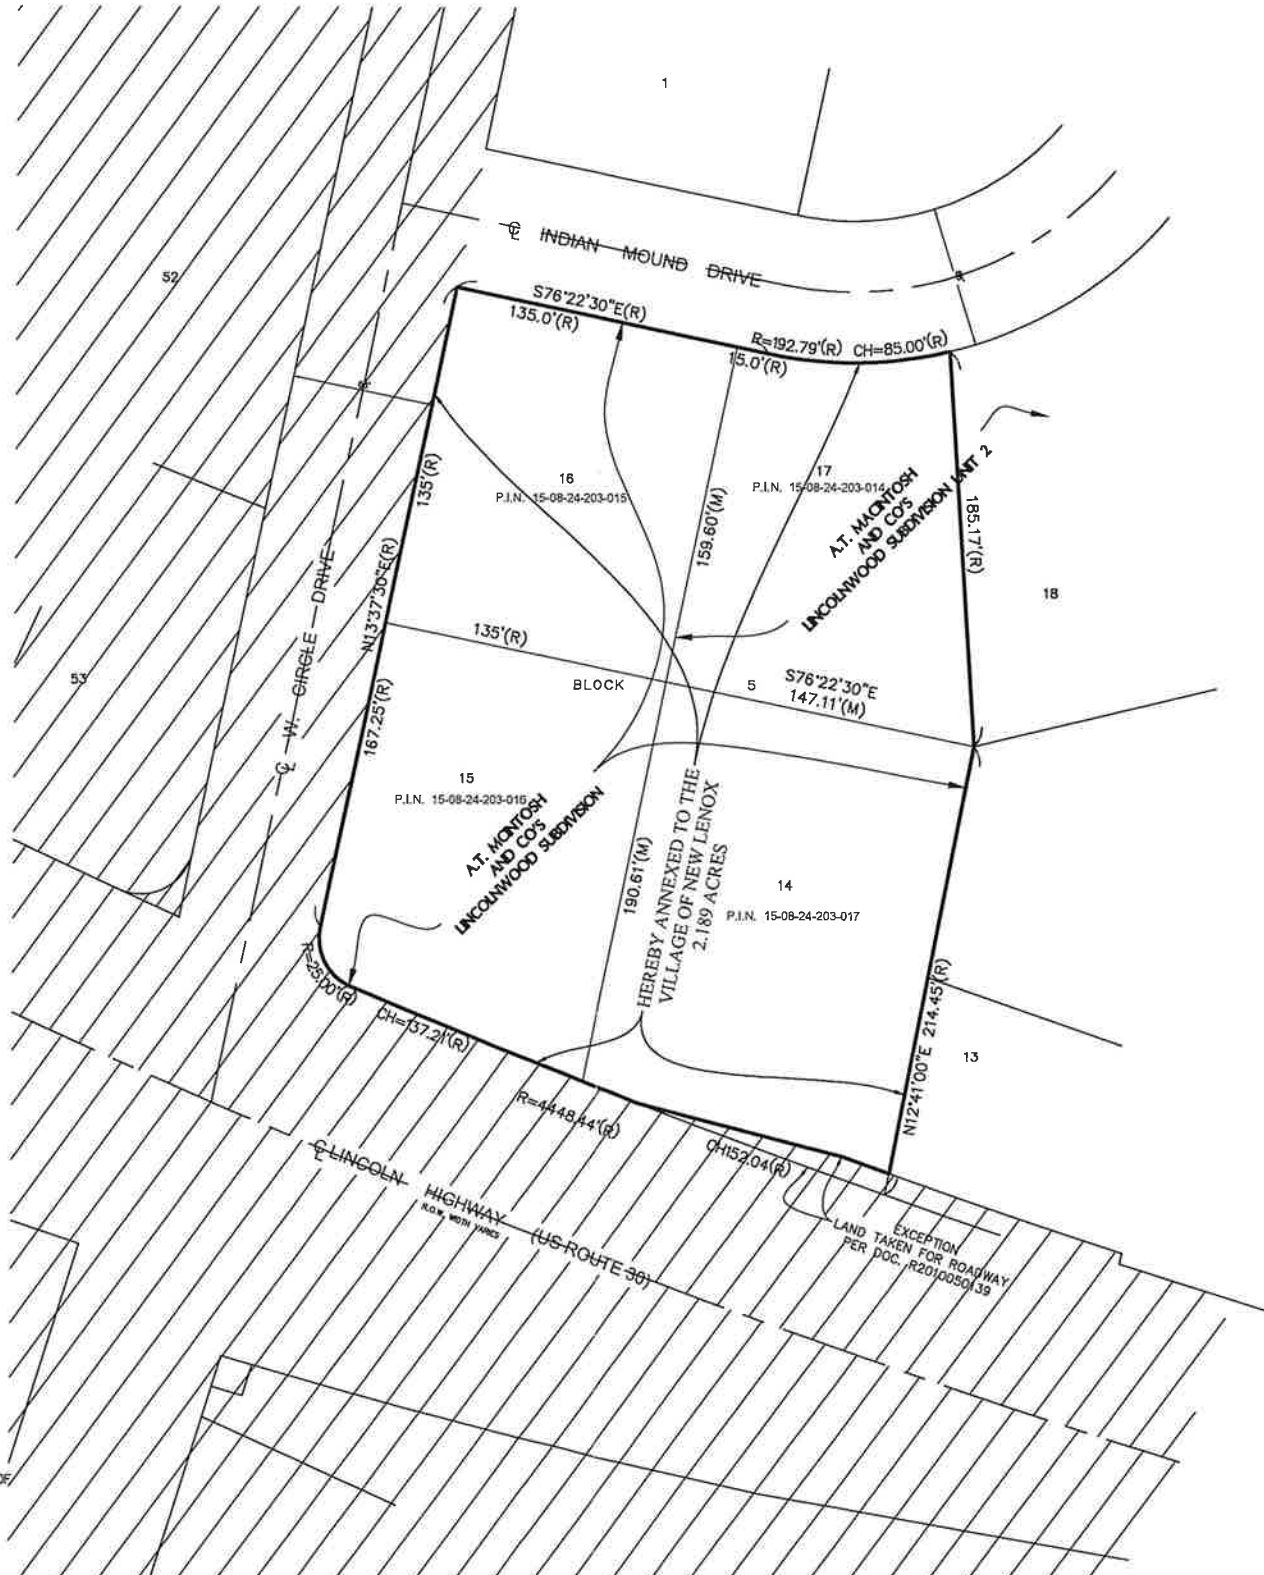 1
℄ INDIAN MOUND DRIVE
52
S76°22'30"E(R)
135.0'(R)
R=192.79'(R) CH=85.00'(R)
15.0'(R)
135'(R)
16
P.I.N. 15-08-24-203-015
17
P.I.N. 15-08-24-203-014
159.60'(M)
A.T. MACINTOSH
AND CO'S
LINCOLNWOOD SUBDIVISION UNIT 2
185.17'(R)
18
N13°37'30"E(R)
℄ W. CIRCLE DRIVE
53
135'(R)
BLOCK 5
S76°22'30"E
147.11'(M)
167.25'(R)
15
P.I.N. 15-08-24-203-016
A.T. MCINTOSH
AND CO'S
LINCOLNWOOD SUBDIVISION
190.61'(M)
HEREBY ANNEXED TO THE
VILLAGE OF NEW LENOX
2.189 ACRES
14
P.I.N. 15-08-24-203-017
R=25.00'(R)
CH=137.21'(R)
R=4448.44'(R)
CH152.04(R)
N12°41'00"E 214.45'(R)
13
℄ LINCOLN HIGHWAY (US ROUTE 30)
R.O.W. WIDTH VARIES
EXCEPTION
LAND TAKEN FOR ROADWAY
PER DOC. R2010050139
OF